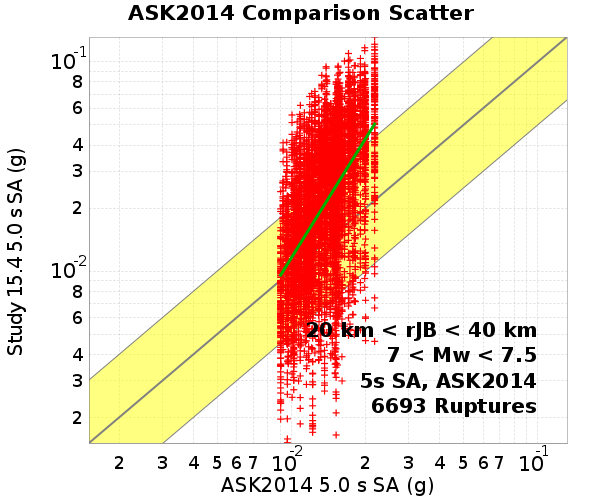 ASK2014 Comparison Scatter
10-1
8
6
4
3
2
10-2
8
6
4
3
2
Study 15.4 5.0 s SA (g)
20 km < rJB < 40 km
7 < Mw < 7.5
5s SA, ASK2014
6693 Ruptures
2 3 4 5 6 7 10-2 2 3 4 5 6 7 10-1
ASK2014 5.0 s SA (g)